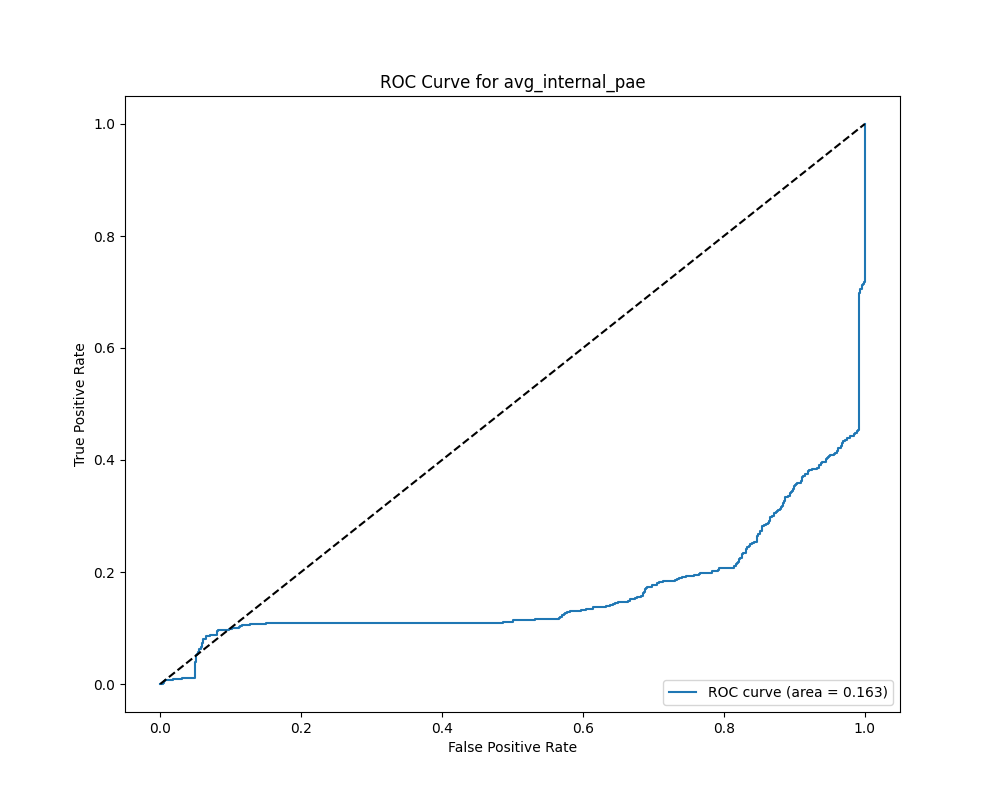 ROC Curve for avg_internal_pae
True Positive Rate
1.0
0.8
0.6
0.4
0.2
0.0
0.0 0.2 0.4 0.6 0.8 1.0
False Positive Rate
ROC curve (area = 0.163)